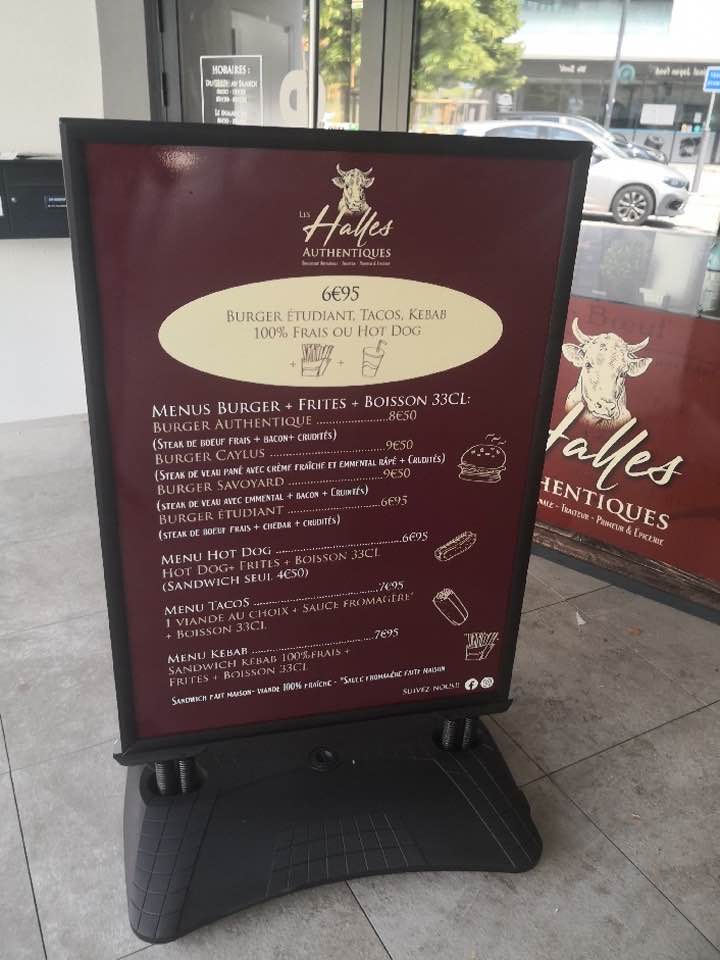 HORAIRES :
LES
Halles
AUTHENTIQUES
6€95
BURGER ÉTUDIANT, TACOS, KEBAB
100% FRAIS OU HOT DOG
+ +
MENUS BURGER + FRITES + BOISSON 33CL:
BURGER AUTHENTIQUE ................8€50
(STEAK DE BOEUF FRAIS + BACON+ CRUDITÉS)
BURGER CAYLUS ................9€50
(STEAK DE VEAU PANÉ AVEC CRÈME FRAÎCHE ET EMMENTAL RÂPÉ + CRUDITÉS)
BURGER SAVOYARD ................9€50
(STEAK DE VEAU AVEC EMMENTAL + BACON + CRUDITÉS)
BURGER ÉTUDIANT ................6€95
(STEAK DE BOEUF FRAIS + CHEDAR + CRUDITÉS)
MENU HOT DOG ................6€95
HOT DOG+ FRITES + BOISSON 33CL
(SANDWICH SEUL 4€50)
MENU TACOS ................7€95
1 VIANDE AU CHOIX + SAUCE FROMAGÈRE*
+ BOISSON 33CL
MENU KEBAB ................7€95
SANDWICH KEBAB 100%FRAIS +
FRITES + BOISSON 33CL
SANDWICH FAIT MAISON- VIANDE 100% FRAÎCHE - *SAUCE FROMAGÈRE FAITE MAISON
SUIVEZ NOUS!!
Halles
HENTIQUES
ABLE - TRAITEUR - PRIMEUR & EPICERIE